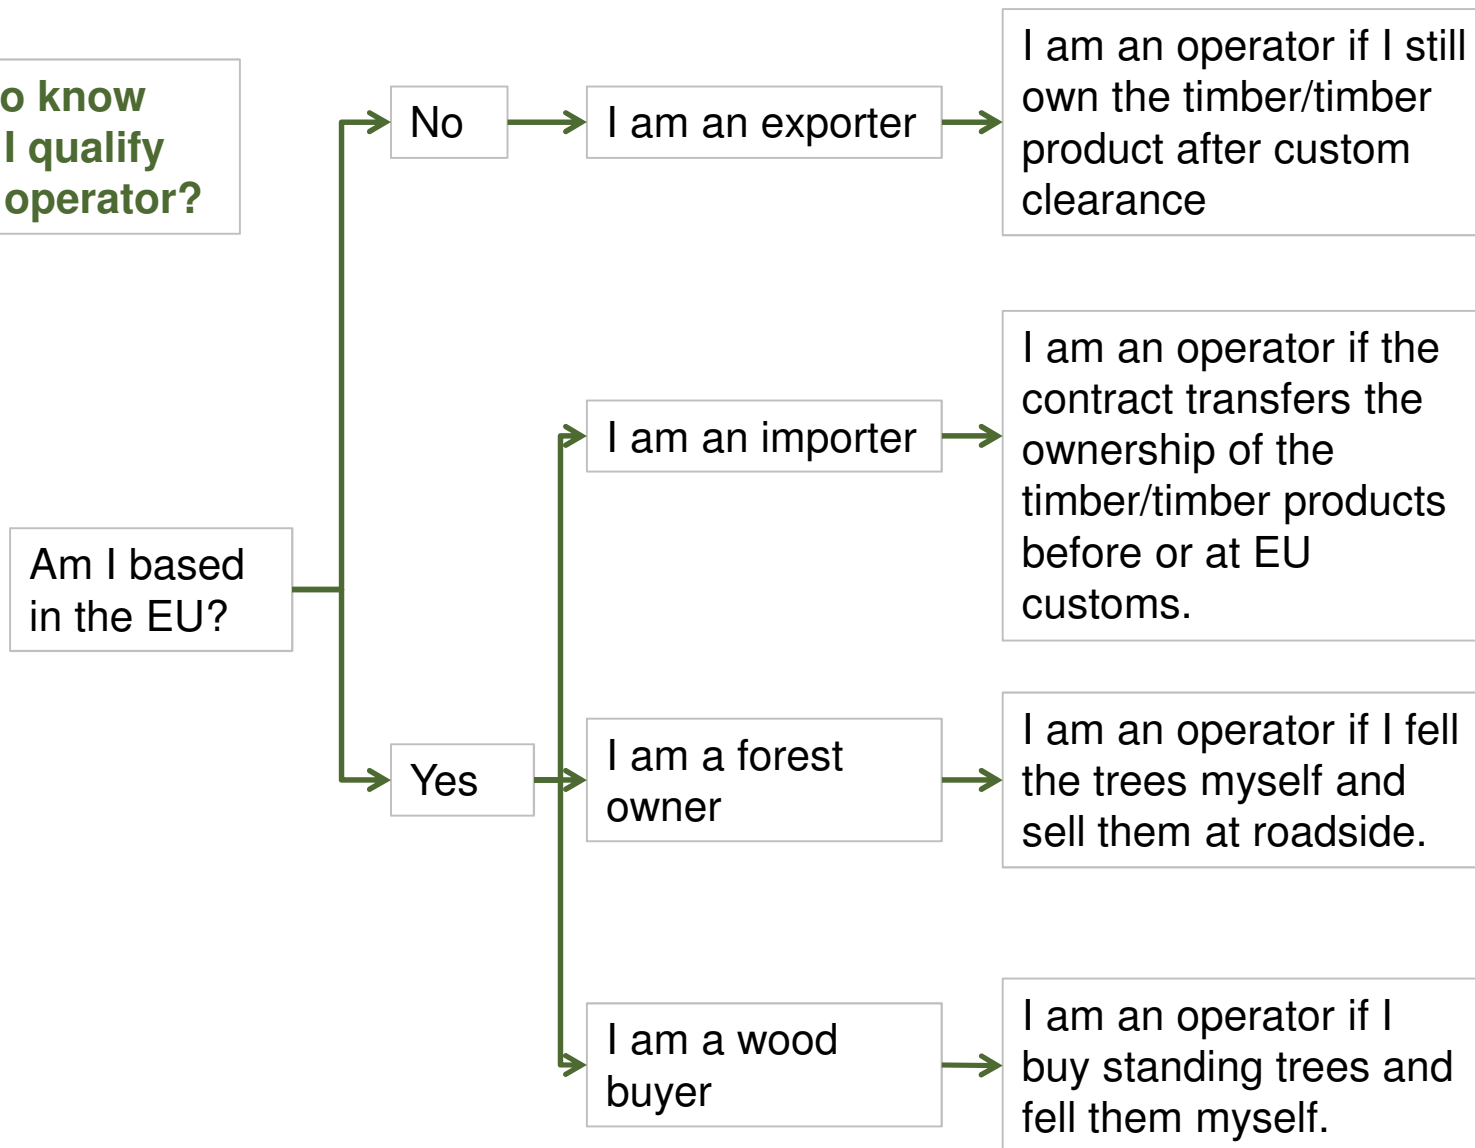 o know
I qualify
operator?
No
I am an exporter
I am an operator if I still
own the timber/timber
product after custom
clearance
Am I based
in the EU?
Yes
I am an importer
I am an operator if the
contract transfers the
ownership of the
timber/timber products
before or at EU
customs.
I am a forest
owner
I am an operator if I fell
the trees myself and
sell them at roadside.
I am a wood
buyer
I am an operator if I
buy standing trees and
fell them myself.